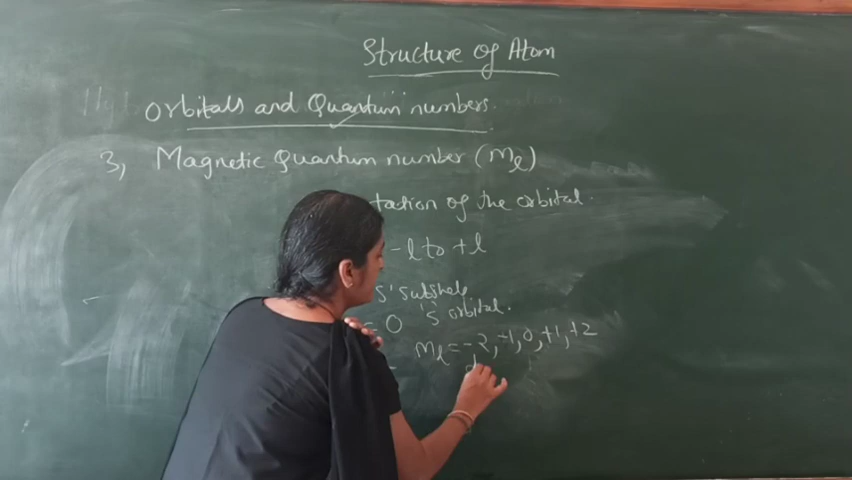 Structure of Atom
Orbitals and Quantum numbers.
3, Magnetic Quantum number (mℓ)
tation of the orbital.
-l to +l
s' subshell
= 0 's orbital.
mℓ = -2, -1, 0, +1, +2
d